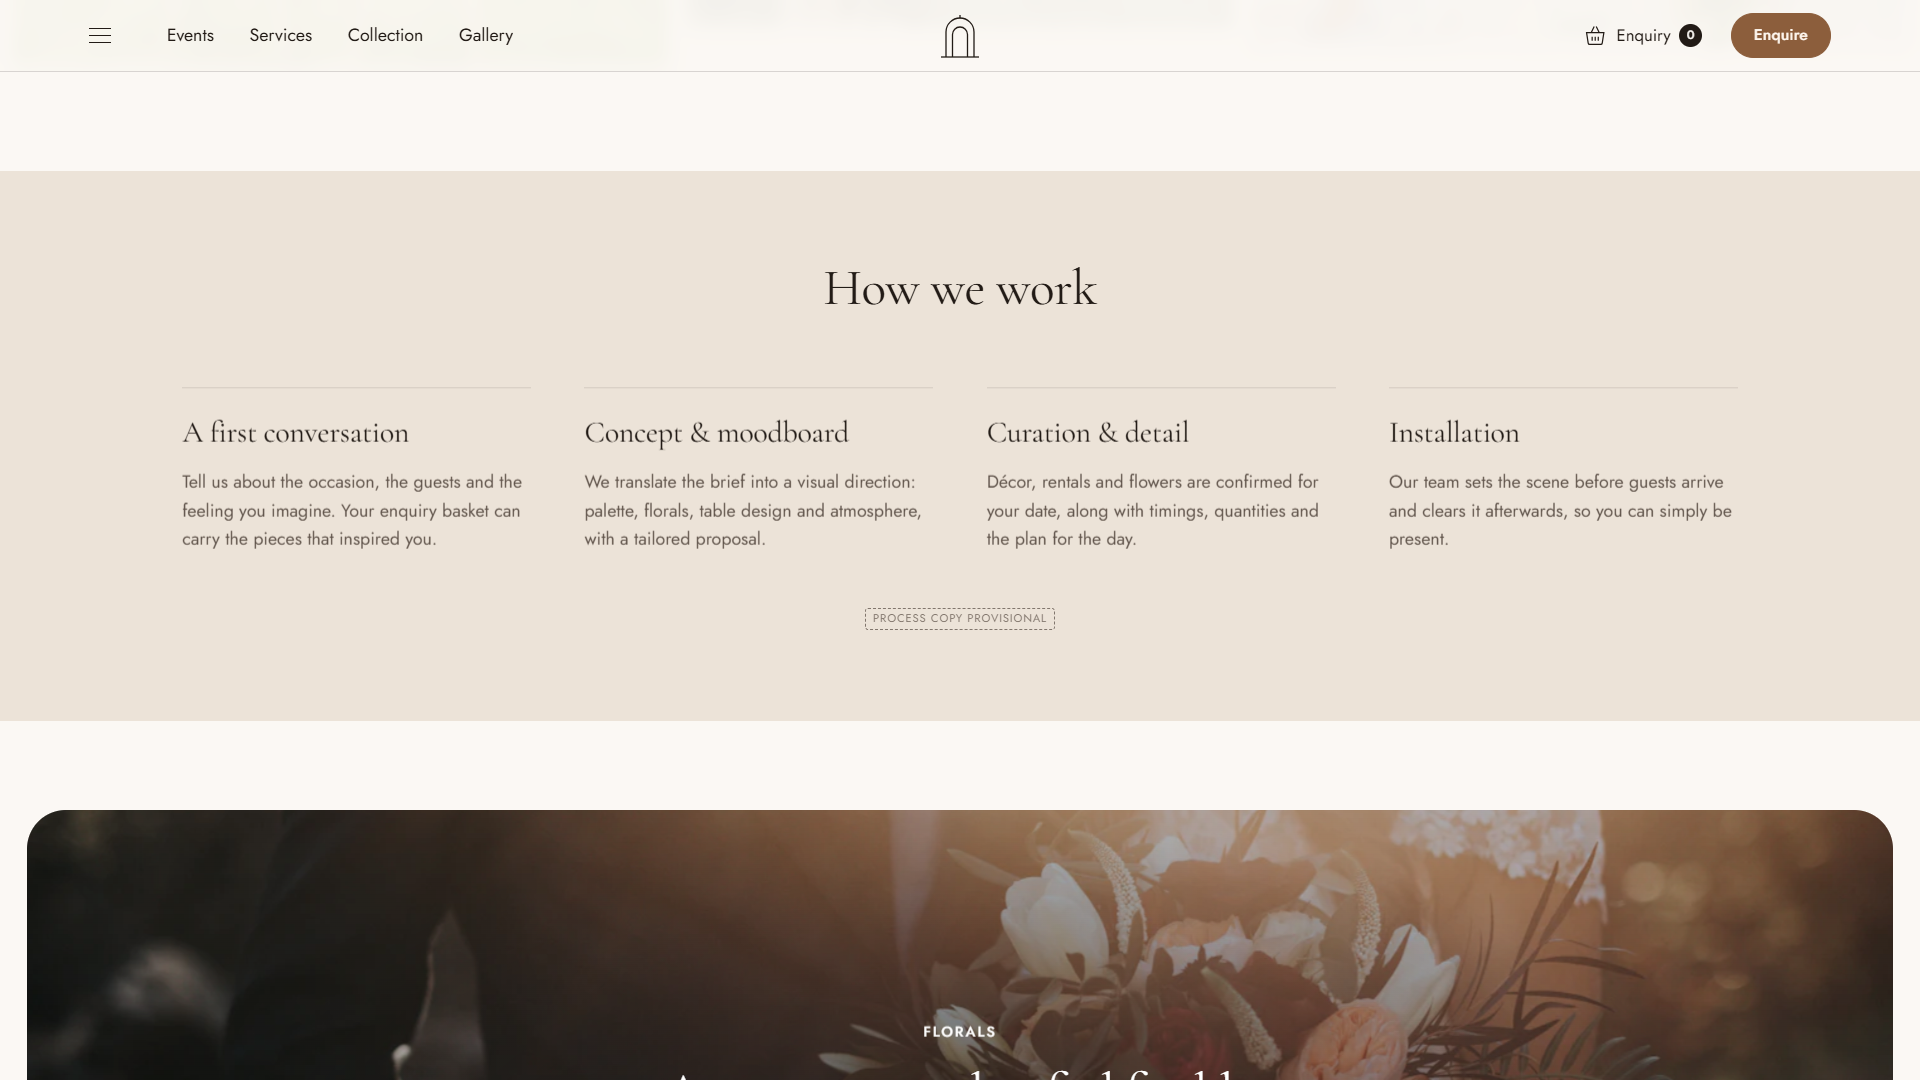 Events Services Collection Gallery Enquiry 0 Enquire
How we work
A first conversation
Tell us about the occasion, the guests and the
feeling you imagine. Your enquiry basket can
carry the pieces that inspired you.
Concept & moodboard
We translate the brief into a visual direction:
palette, florals, table design and atmosphere,
with a tailored proposal.
Curation & detail
Décor, rentals and flowers are confirmed for
your date, along with timings, quantities and
the plan for the day.
Installation
Our team sets the scene before guests arrive
and clears it afterwards, so you can simply be
present.
PROCESS COPY PROVISIONAL
FLORALS